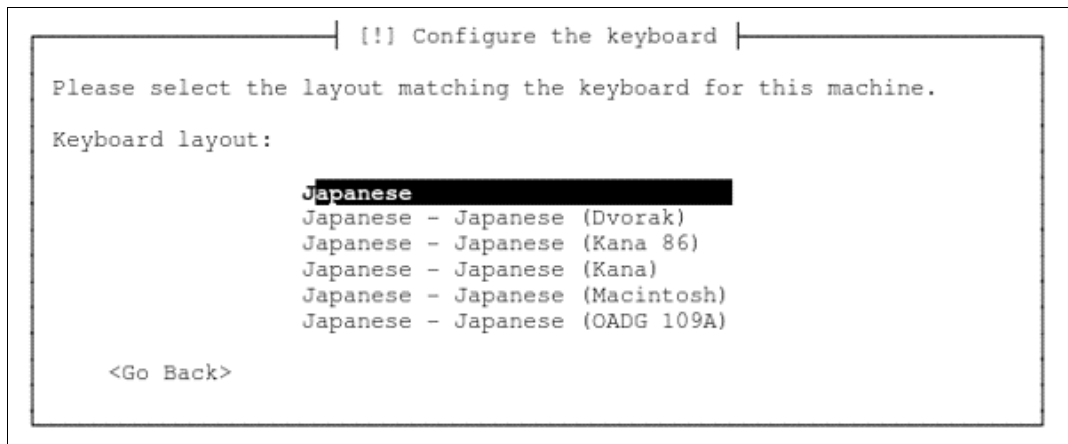 [!] Configure the keyboard
Please select the layout matching the keyboard for this machine.
Keyboard layout:
Japanese
Japanese - Japanese (Dvorak)
Japanese - Japanese (Kana 86)
Japanese - Japanese (Kana)
Japanese - Japanese (Macintosh)
Japanese - Japanese (OADG 109A)
<Go Back>